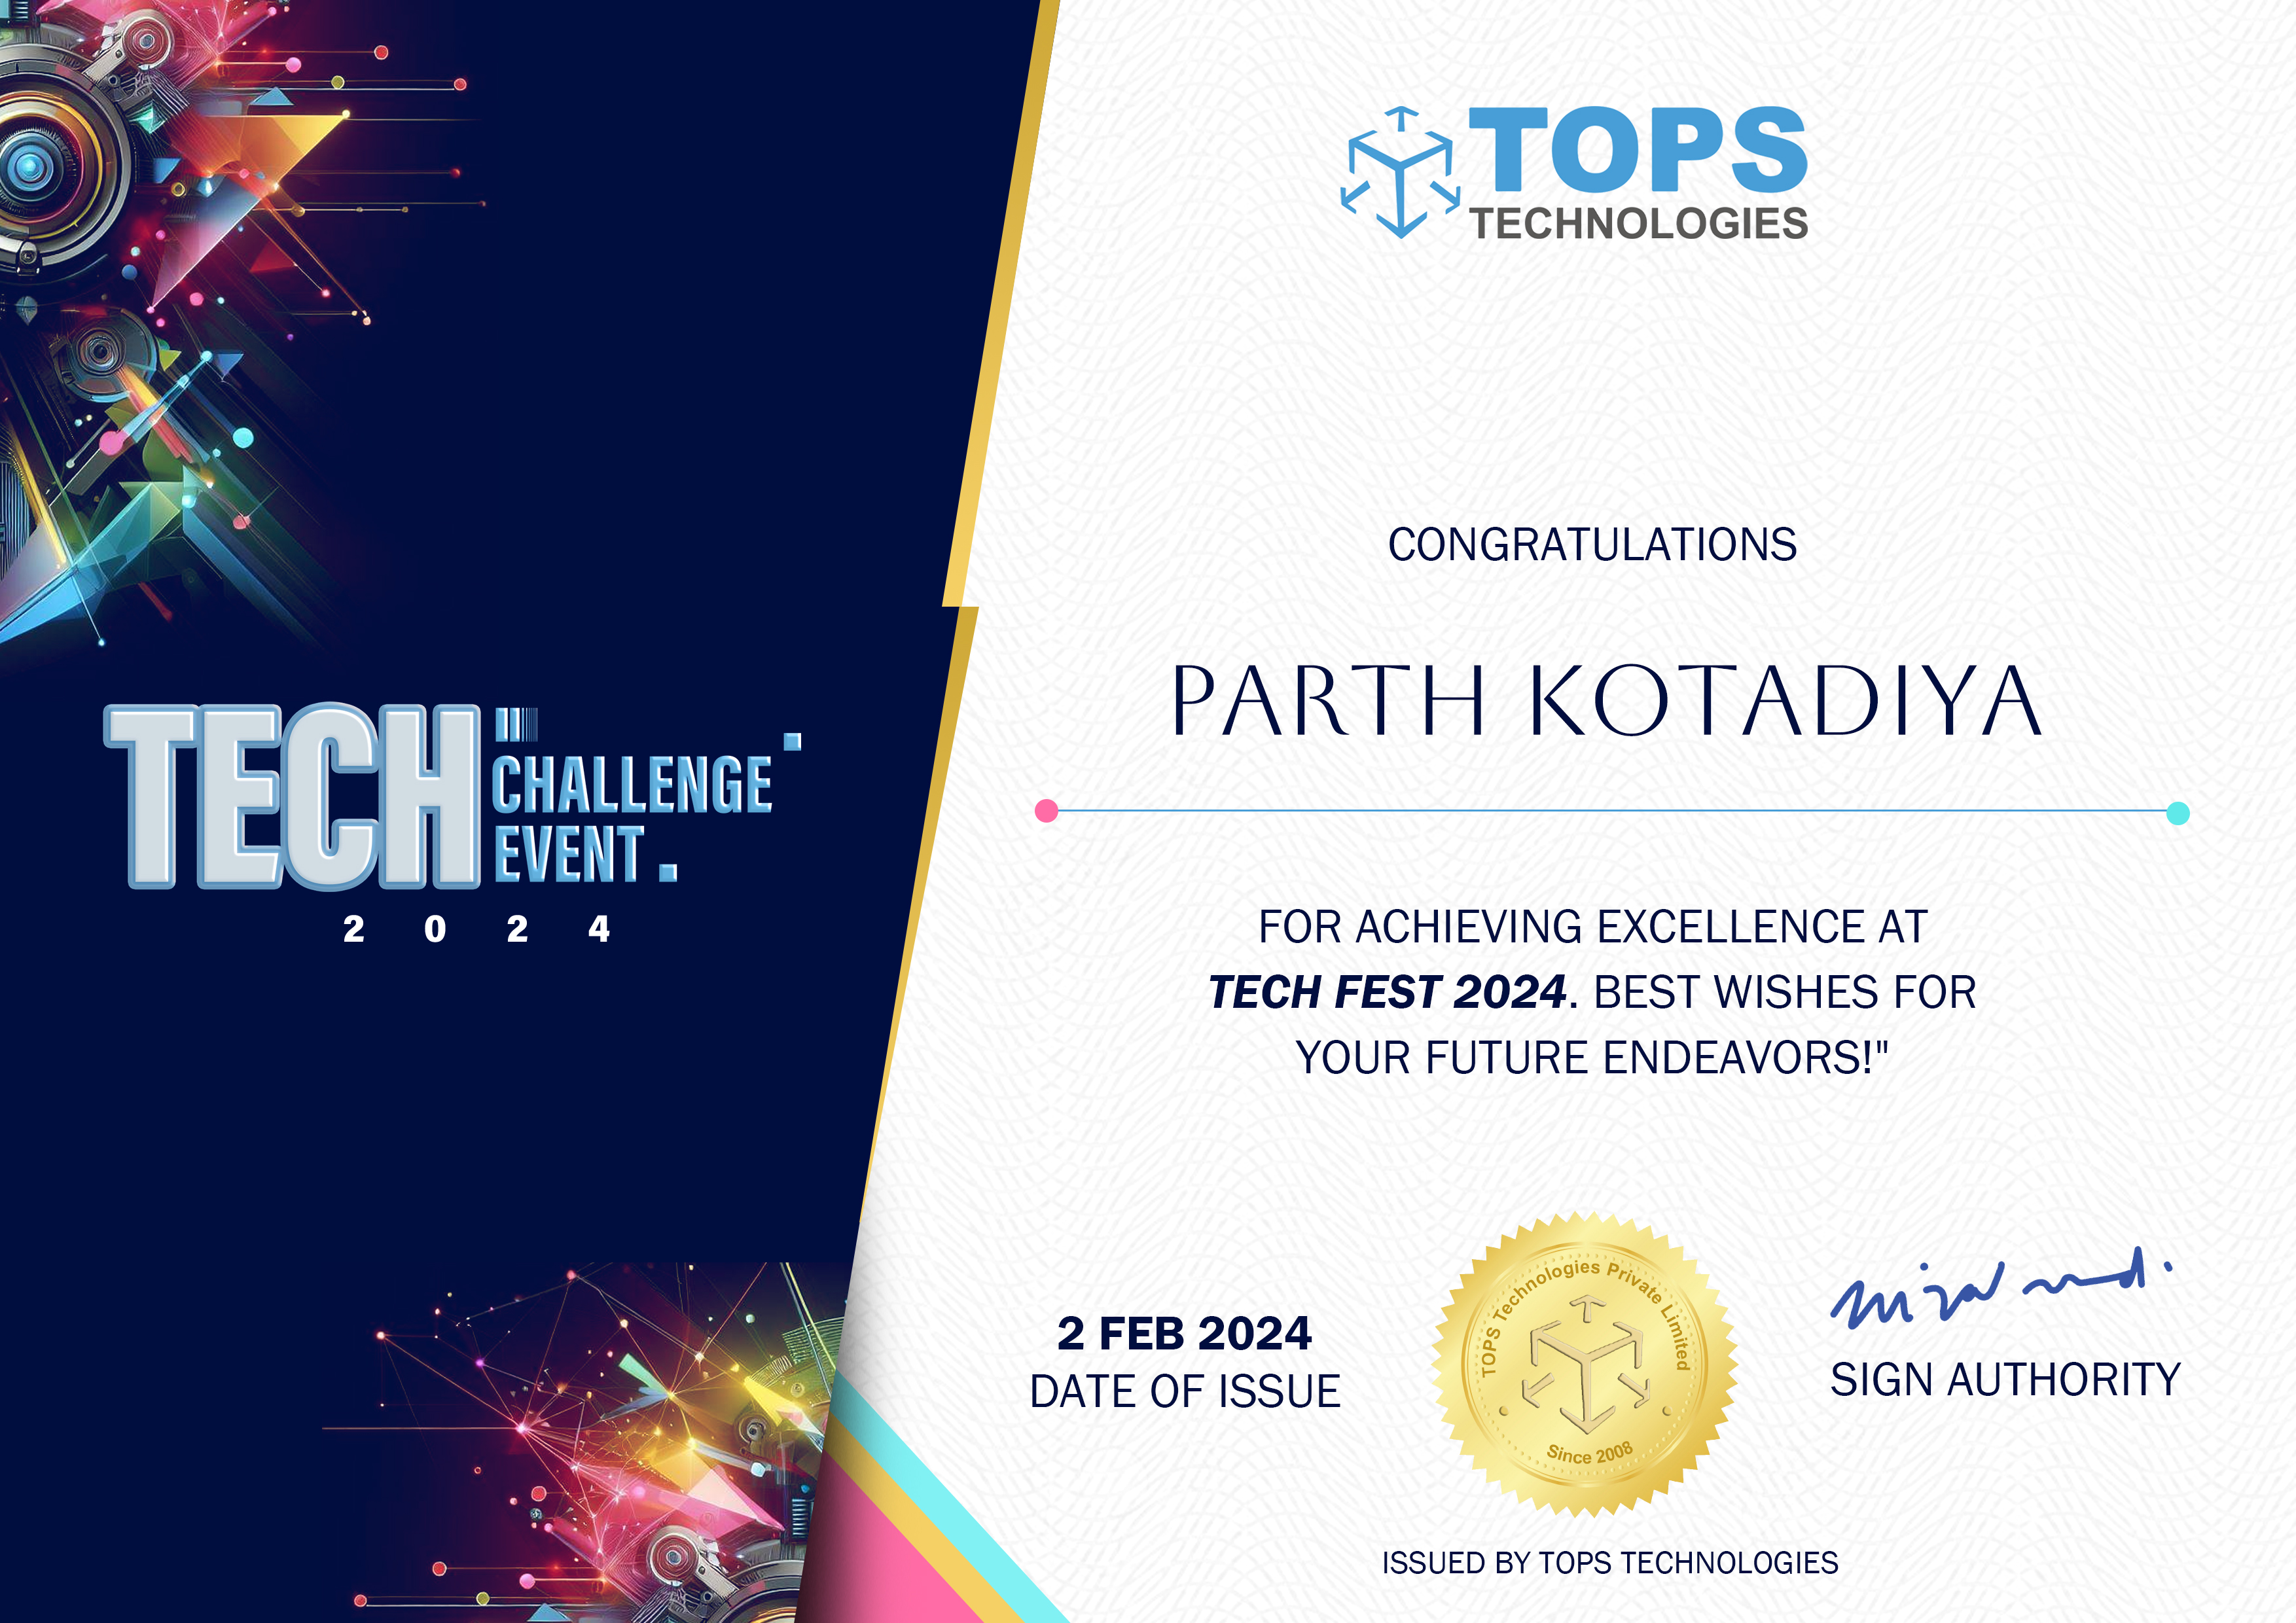 TOPS
TECHNOLOGIES
CONGRATULATIONS
PARTH KOTADIYA
TECH
CHALLENGE
EVENT.
2 0 2 4
FOR ACHIEVING EXCELLENCE AT
TECH FEST 2024. BEST WISHES FOR
YOUR FUTURE ENDEAVORS!"
2 FEB 2024
DATE OF ISSUE
TOPS Technologies Private Limited
Since 2008
SIGN AUTHORITY
ISSUED BY TOPS TECHNOLOGIES